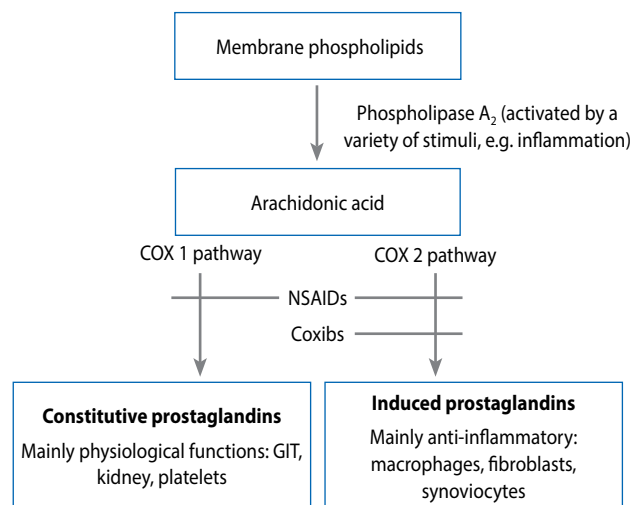 Membrane phospholipids
Phospholipase A₂ (activated by a
variety of stimuli, e.g. inflammation)
Arachidonic acid
COX 1 pathway
COX 2 pathway
NSAIDs
Coxibs
Constitutive prostaglandins
Mainly physiological functions: GIT,
kidney, platelets
Induced prostaglandins
Mainly anti-inflammatory:
macrophages, fibroblasts,
synoviocytes